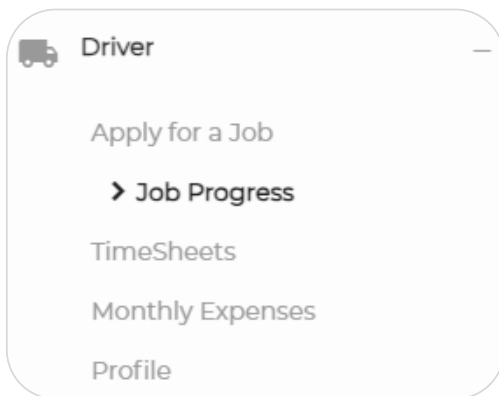 Driver
Apply for a Job
Job Progress
TimeSheets
Monthly Expenses
Profile